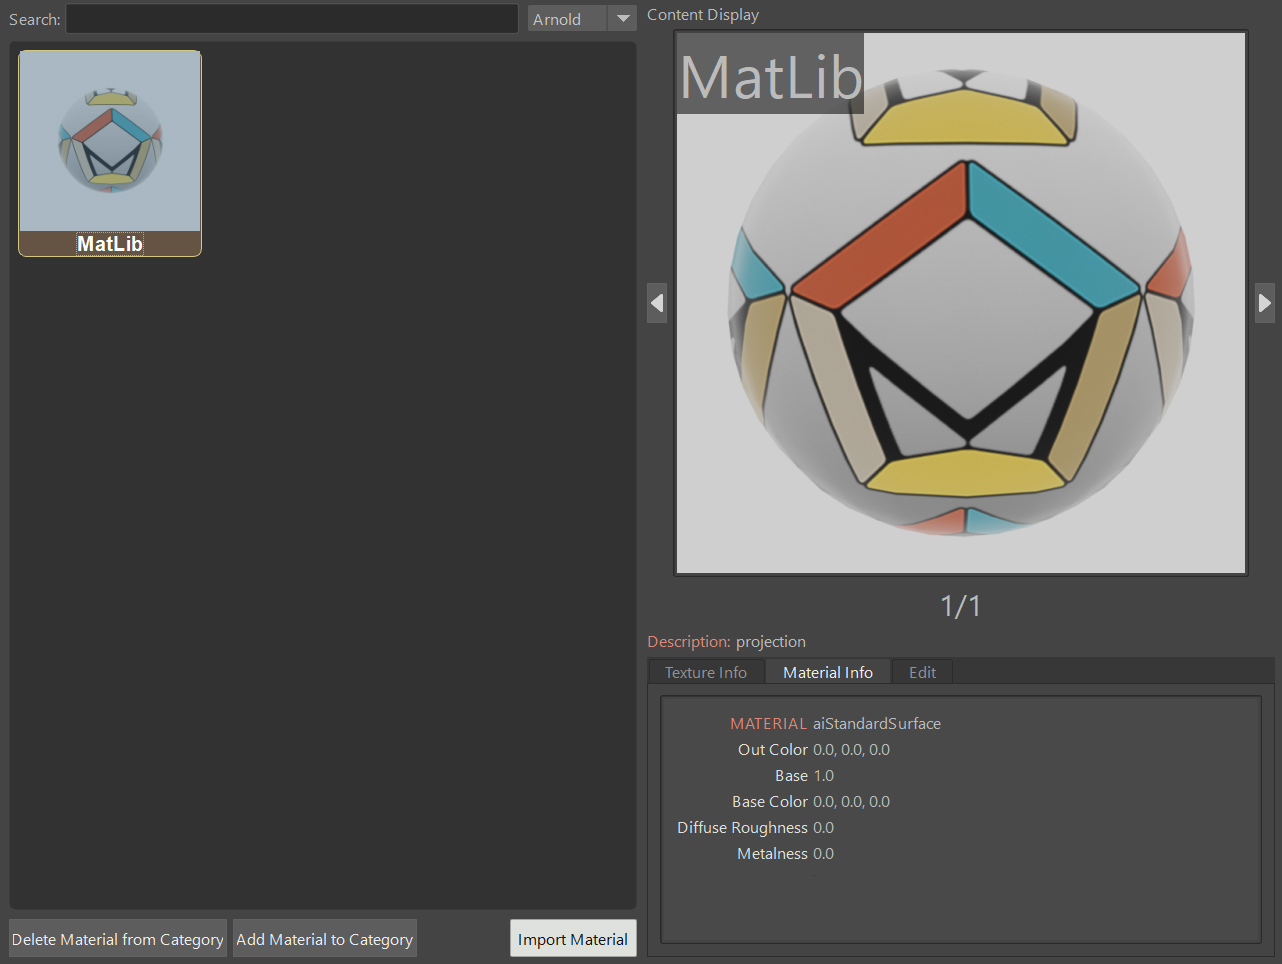 Search:
Arnold
MatLib
Delete Material from Category
Add Material to Category
Import Material
Content Display
MatLib
1/1
Description: projection
Texture Info
Material Info
Edit
MATERIAL aiStandardSurface
Out Color 0.0, 0.0, 0.0
Base 1.0
Base Color 0.0, 0.0, 0.0
Diffuse Roughness 0.0
Metalness 0.0